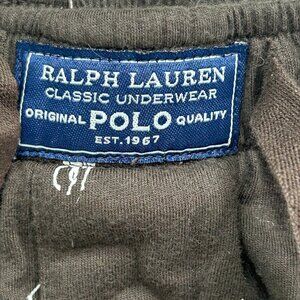 RALPH LAUREN
CLASSIC UNDERWEAR
ORIGINAL POLO QUALITY
EST. 1967